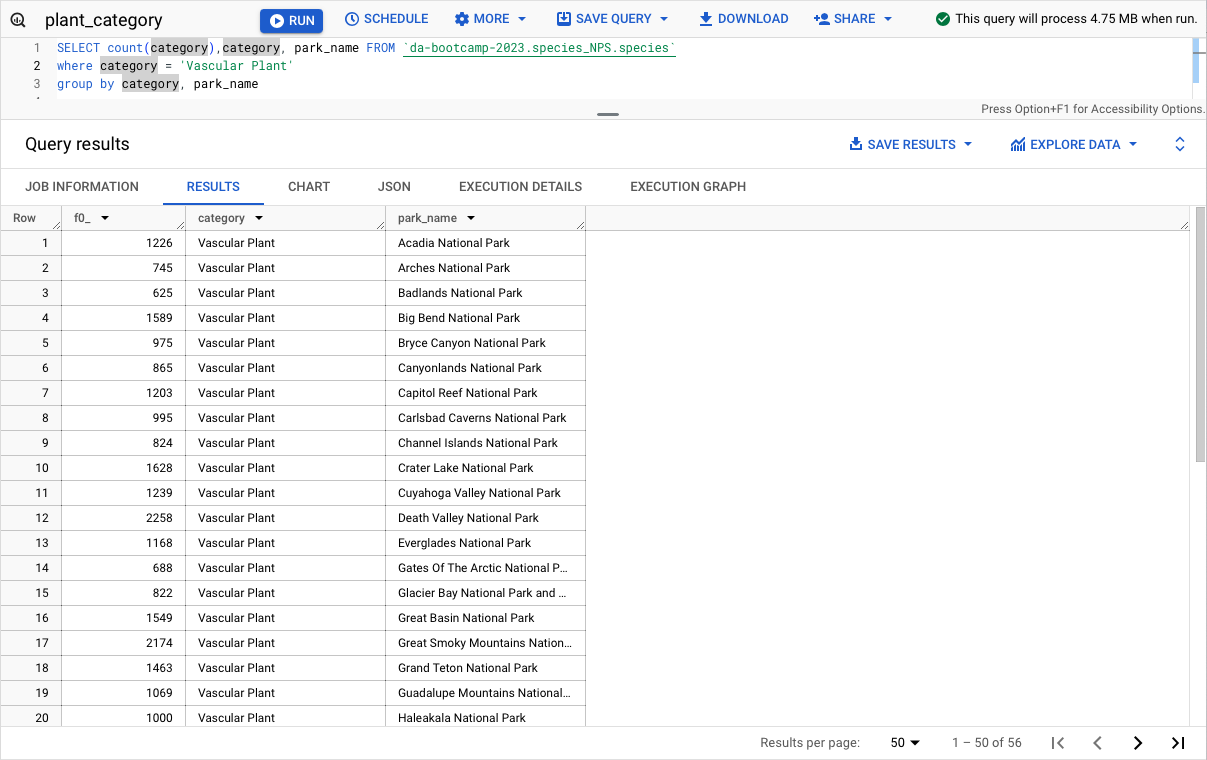 plant_category RUN SCHEDULE MORE SAVE QUERY DOWNLOAD SHARE This query will process 4.75 MB when run.
1 SELECT count(category),category, park_name FROM `da-bootcamp-2023.species_NPS.species`
2 where category = 'Vascular Plant'
3 group by category, park_name
Press Option+F1 for Accessibility Options.
Query results SAVE RESULTS EXPLORE DATA
JOB INFORMATION RESULTS CHART JSON EXECUTION DETAILS EXECUTION GRAPH
Row f0_ category park_name
1 1226 Vascular Plant Acadia National Park
2 745 Vascular Plant Arches National Park
3 625 Vascular Plant Badlands National Park
4 1589 Vascular Plant Big Bend National Park
5 975 Vascular Plant Bryce Canyon National Park
6 865 Vascular Plant Canyonlands National Park
7 1203 Vascular Plant Capitol Reef National Park
8 995 Vascular Plant Carlsbad Caverns National Park
9 824 Vascular Plant Channel Islands National Park
10 1628 Vascular Plant Crater Lake National Park
11 1239 Vascular Plant Cuyahoga Valley National Park
12 2258 Vascular Plant Death Valley National Park
13 1168 Vascular Plant Everglades National Park
14 688 Vascular Plant Gates Of The Arctic National P...
15 822 Vascular Plant Glacier Bay National Park and ...
16 1549 Vascular Plant Great Basin National Park
17 2174 Vascular Plant Great Smoky Mountains Nation...
18 1463 Vascular Plant Grand Teton National Park
19 1069 Vascular Plant Guadalupe Mountains National...
20 1000 Vascular Plant Haleakala National Park
Results per page: 50 1 – 50 of 56